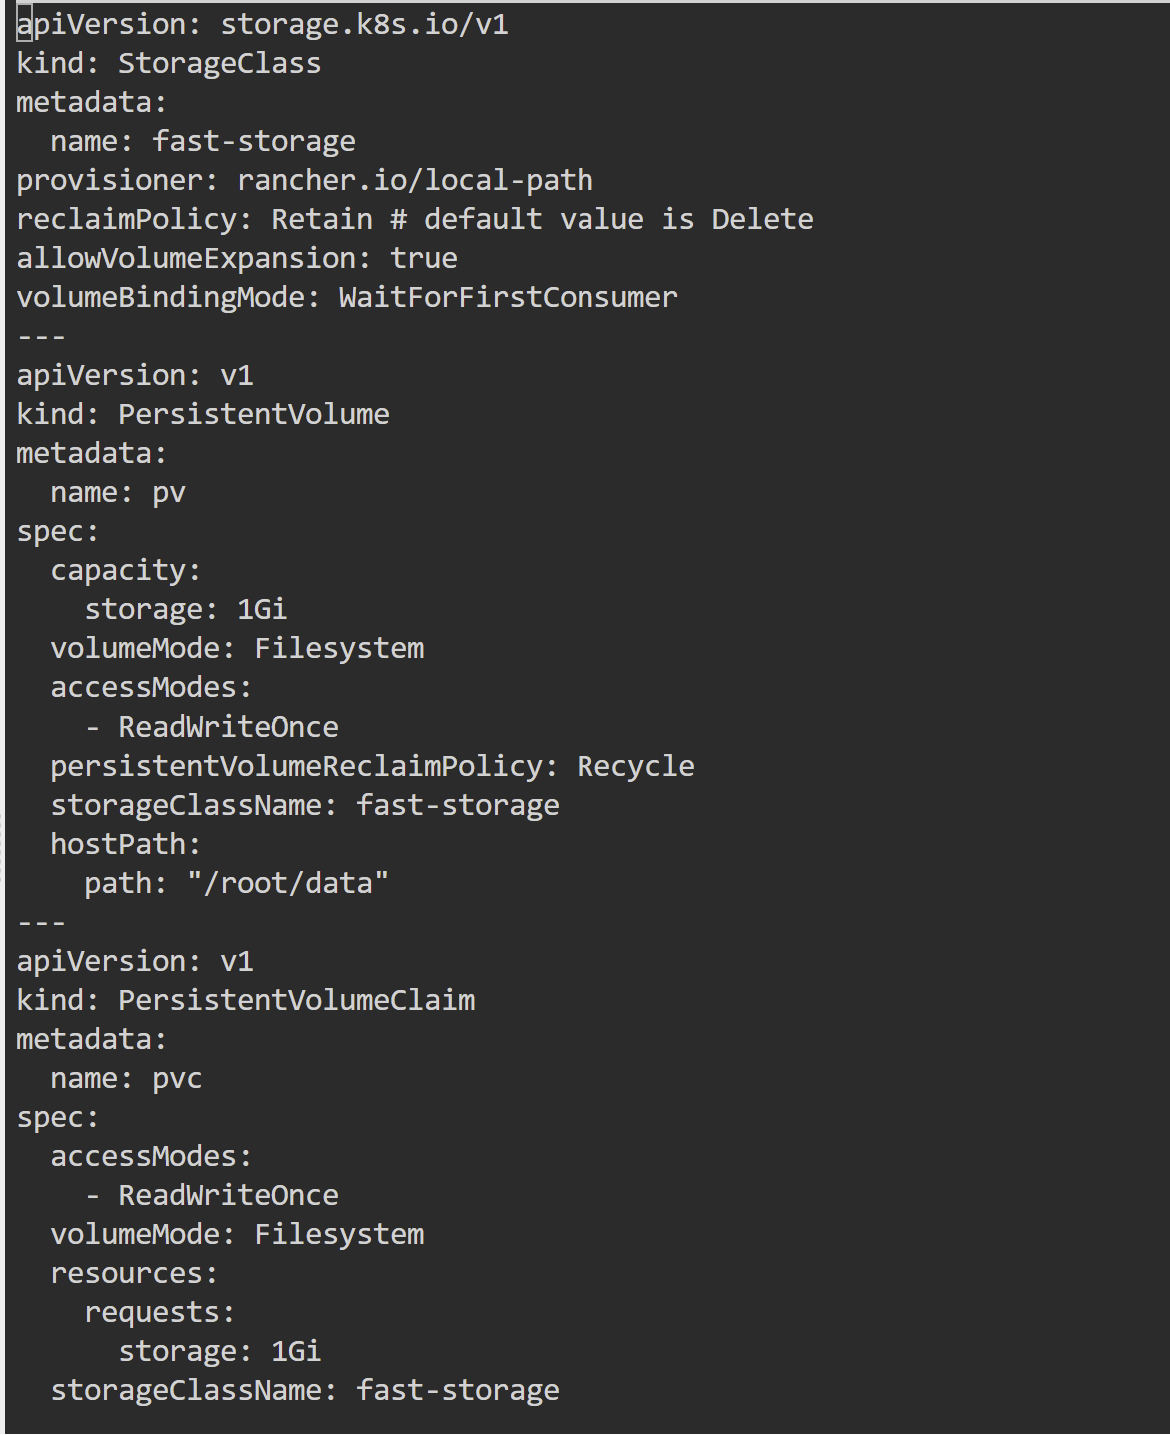 apiVersion: storage.k8s.io/v1
kind: StorageClass
metadata:
  name: fast-storage
provisioner: rancher.io/local-path
reclaimPolicy: Retain # default value is Delete
allowVolumeExpansion: true
volumeBindingMode: WaitForFirstConsumer
---
apiVersion: v1
kind: PersistentVolume
metadata:
  name: pv
spec:
  capacity:
    storage: 1Gi
  volumeMode: Filesystem
  accessModes:
    - ReadWriteOnce
  persistentVolumeReclaimPolicy: Recycle
  storageClassName: fast-storage
  hostPath:
    path: "/root/data"
---
apiVersion: v1
kind: PersistentVolumeClaim
metadata:
  name: pvc
spec:
  accessModes:
    - ReadWriteOnce
  volumeMode: Filesystem
  resources:
    requests:
      storage: 1Gi
  storageClassName: fast-storage